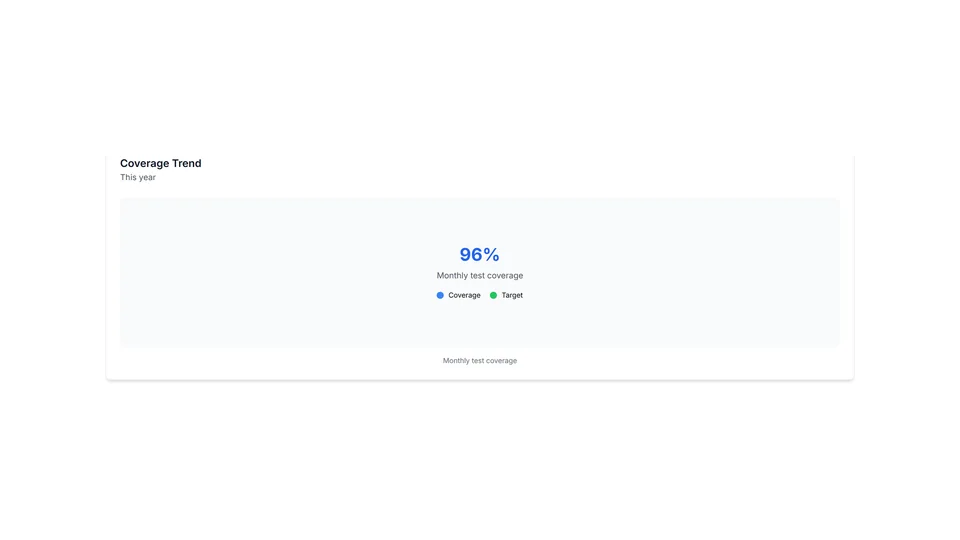 Coverage Trend
This year
96%
Monthly test coverage
Coverage Target
Monthly test coverage